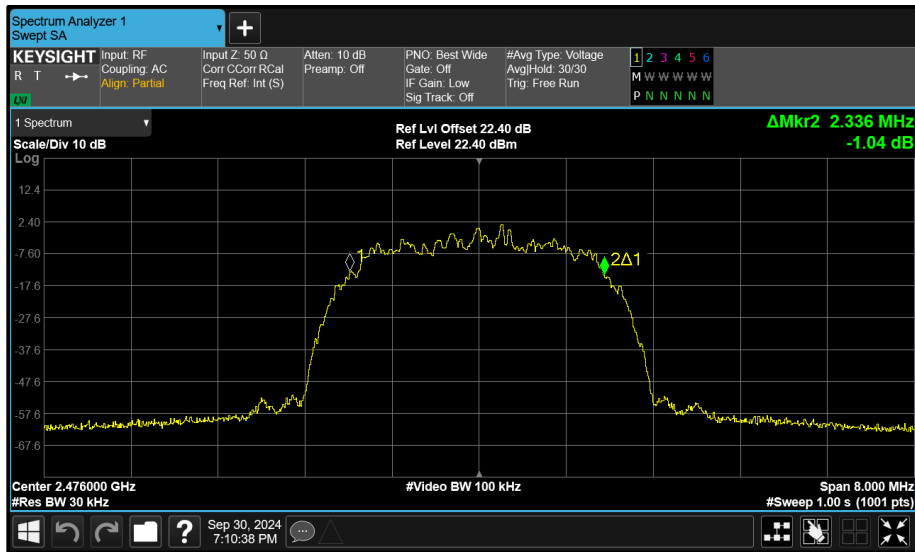 Spectrum Analyzer 1
Swept SA
+
KEYSIGHT
R T
LXI
Input: RF
Coupling: AC
Align: Partial
Input Z: 50 Ω
Corr CCorr RCal
Freq Ref: Int (S)
Atten: 10 dB
Preamp: Off
PNO: Best Wide
Gate: Off
IF Gain: Low
Sig Track: Off
#Avg Type: Voltage
Avg|Hold: 30/30
Trig: Free Run
1 2 3 4 5 6
M W W W W W
P N N N N N
1 Spectrum
Scale/Div 10 dB
Ref Lvl Offset 22.40 dB
Ref Level 22.40 dBm
ΔMkr2 2.336 MHz
-1.04 dB
Log
12.4
2.40
-7.60
-17.6
-27.6
-37.6
-47.6
-57.6
-67.6
1
2Δ1
Center 2.476000 GHz
#Video BW 100 kHz
Span 8.000 MHz
#Res BW 30 kHz
#Sweep 1.00 s (1001 pts)
?
Sep 30, 2024
7:10:38 PM